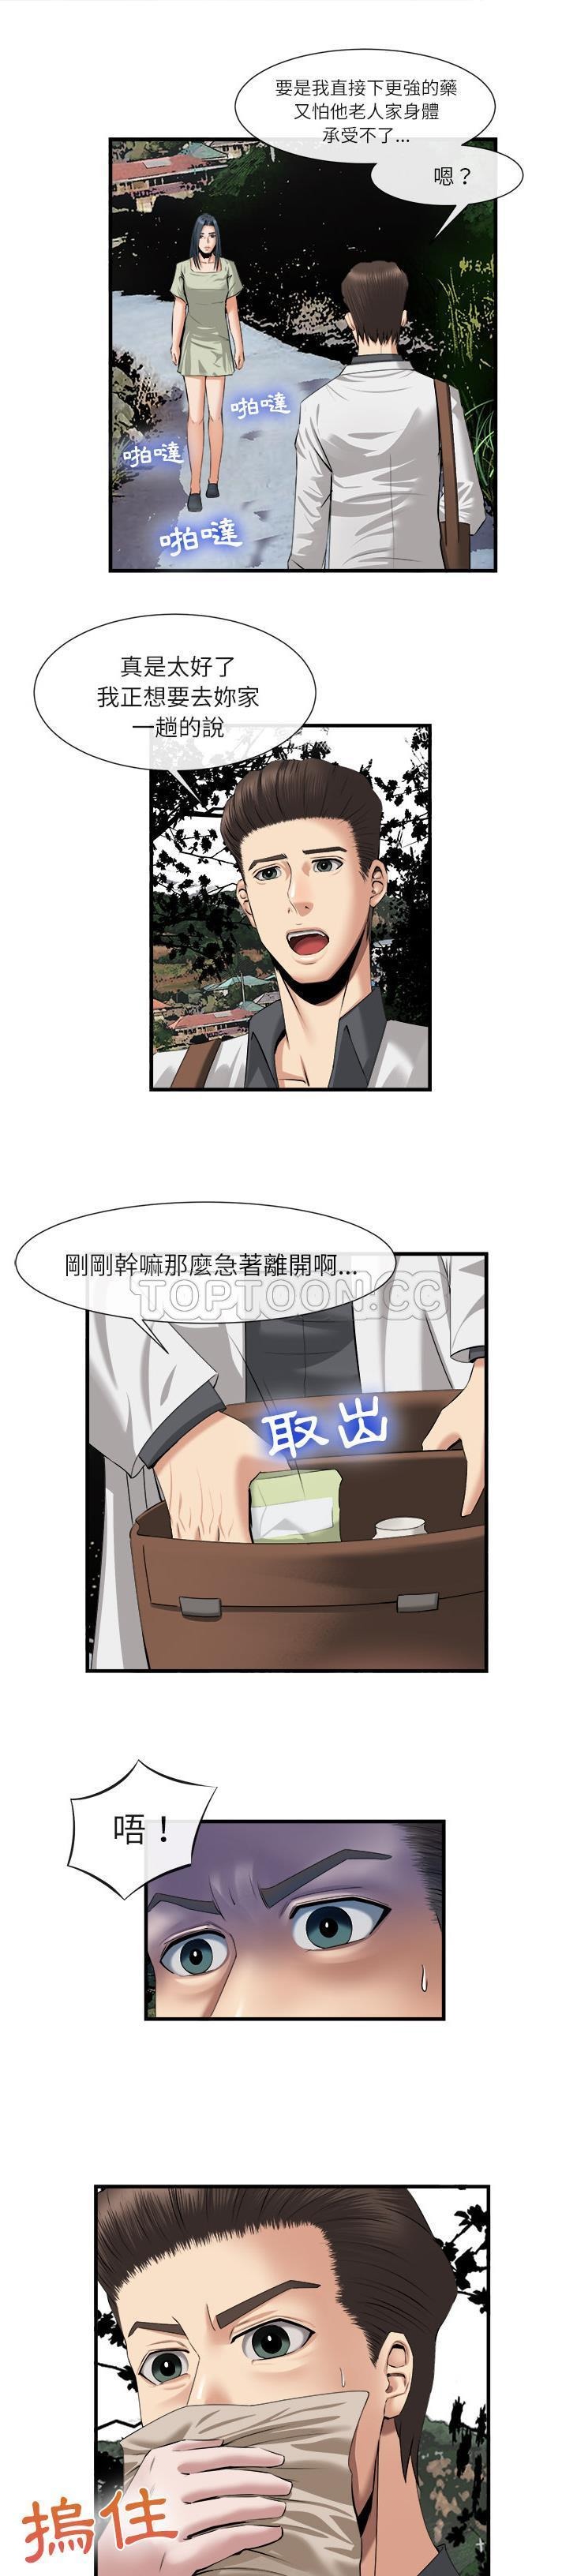 要是我直接下更強的藥
又怕他老人家身體
承受不了...
嗯？
啪噠
啪噠
啪噠
真是太好了
我正想要去妳家
一趟的說
剛剛幹嘛那麼急著離開啊...
TOPTOON.CC
取出
唔！
摀住